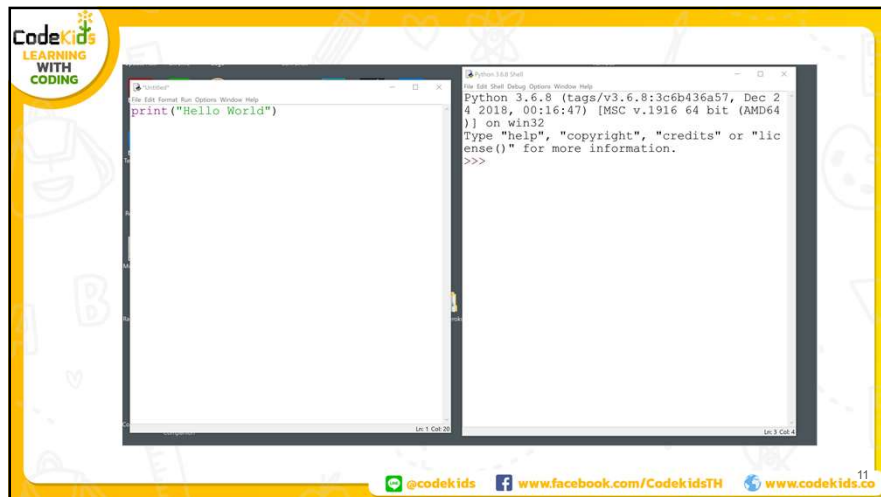 CodeKids
LEARNING
WITH
CODING
*Untitled*
File Edit Format Run Options Window Help
print("Hello World")
Ln: 1 Col: 20
Python 3.6.8 Shell
File Edit Shell Debug Options Window Help
Python 3.6.8 (tags/v3.6.8:3c6b436a57, Dec 2
4 2018, 00:16:47) [MSC v.1916 64 bit (AMD64
)] on win32
Type "help", "copyright", "credits" or "lic
ense()" for more information.
>>>
Ln: 3 Col: 4
11
@codekids
www.facebook.com/CodekidsTH
www.codekids.co